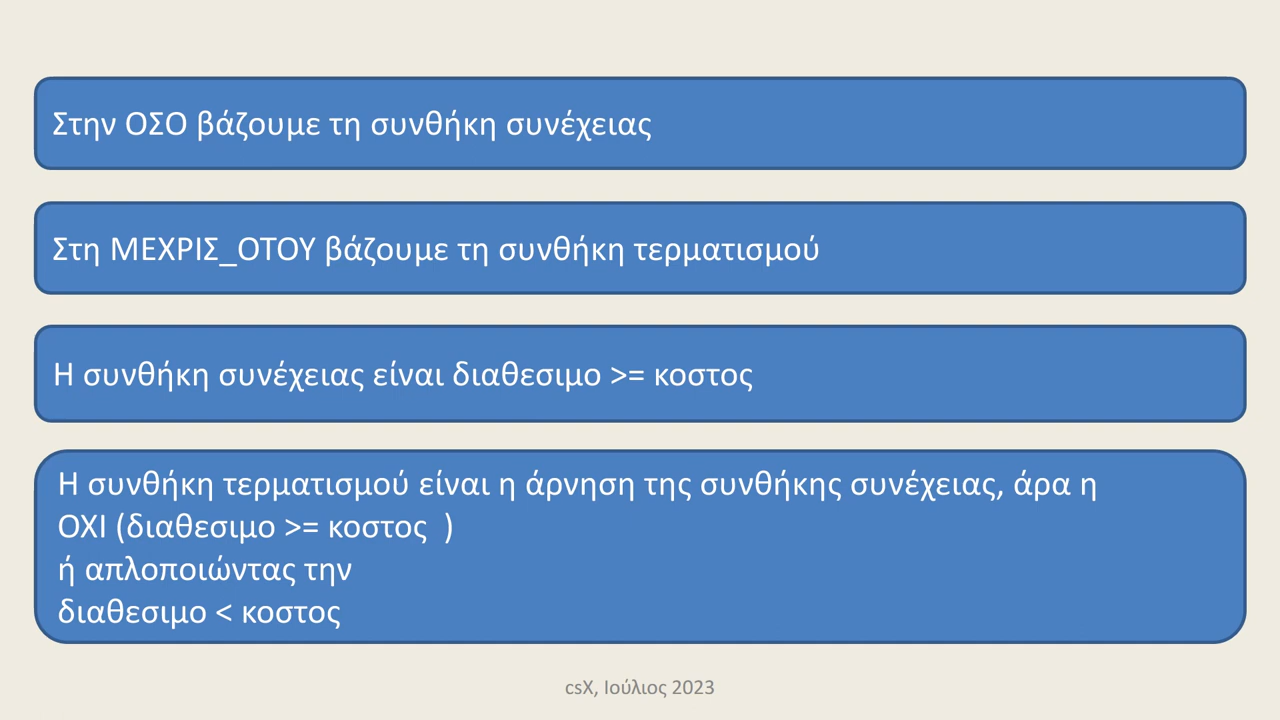 Στην ΟΣΟ βάζουμε τη συνθήκη συνέχειας
Στη ΜΕΧΡΙΣ_ΟΤΟΥ βάζουμε τη συνθήκη τερματισμού
Η συνθήκη συνέχειας είναι διαθεσιμο >= κοστος
Η συνθήκη τερματισμού είναι η άρνηση της συνθήκης συνέχειας, άρα η
ΟΧΙ (διαθεσιμο >= κοστος )
ή απλοποιώντας την
διαθεσιμο < κοστος
csX, Ιούλιος 2023